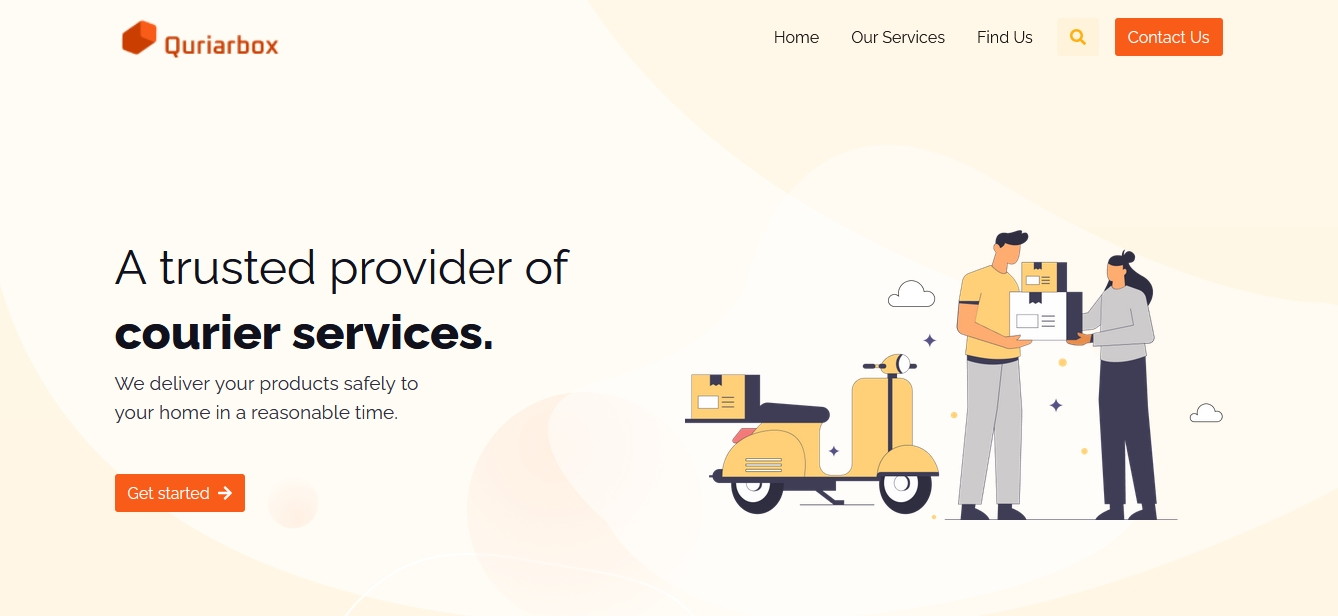 Quriarbox
Home
Our Services
Find Us
Contact Us
A trusted provider of
courier services.
We deliver your products safely to
your home in a reasonable time.
Get started